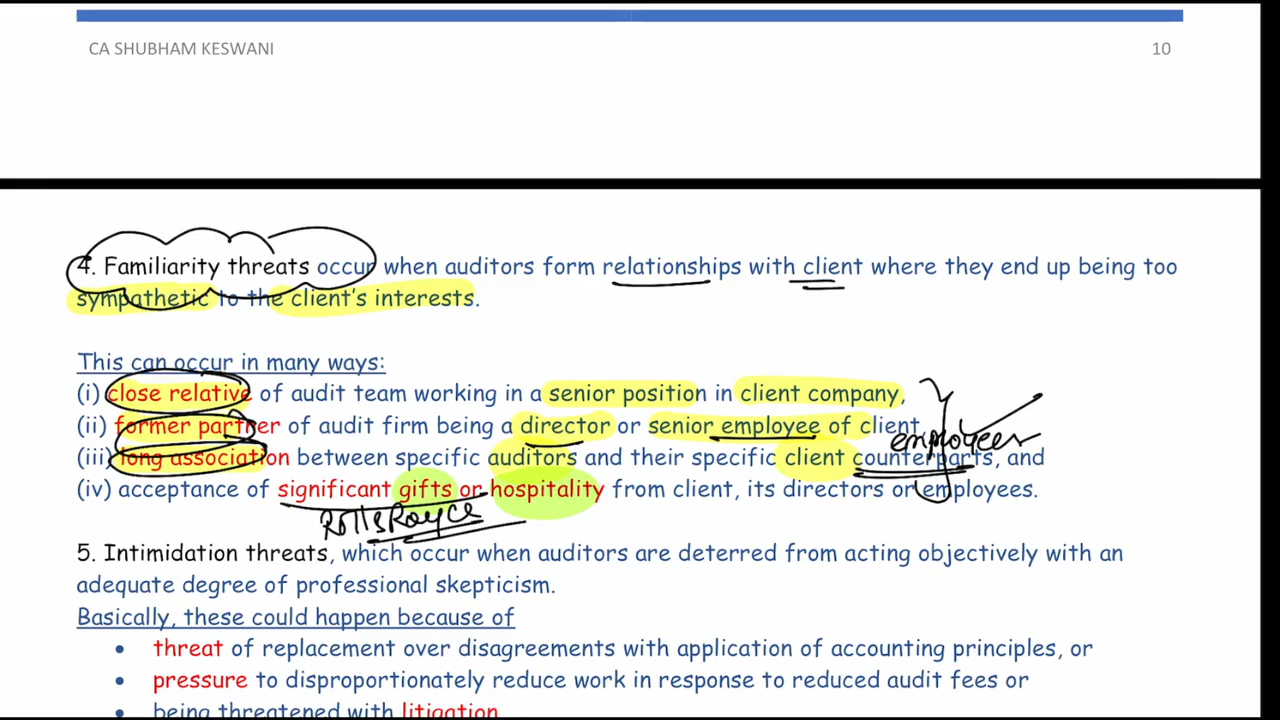 CA SHUBHAM KESWANI 10
4. Familiarity threats occur when auditors form relationships with client where they end up being too
sympathetic to the client's interests.
This can occur in many ways:
(i) close relative of audit team working in a senior position in client company,
(ii) former partner of audit firm being a director or senior employee of client,
employees
(iii) long association between specific auditors and their specific client counterparts, and
(iv) acceptance of significant gifts or hospitality from client, its directors or employees.
Rolls Royce
5. Intimidation threats, which occur when auditors are deterred from acting objectively with an
adequate degree of professional skepticism.
Basically, these could happen because of
• threat of replacement over disagreements with application of accounting principles, or
• pressure to disproportionately reduce work in response to reduced audit fees or
• being threatened with litigation